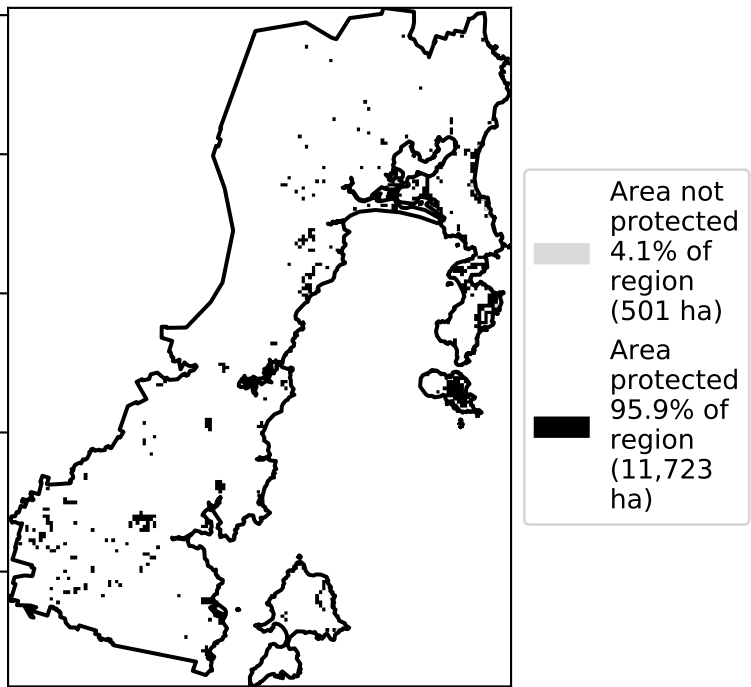 Area not
protected
4.1% of
region
(501 ha)
Area
protected
95.9% of
region
(11,723
ha)